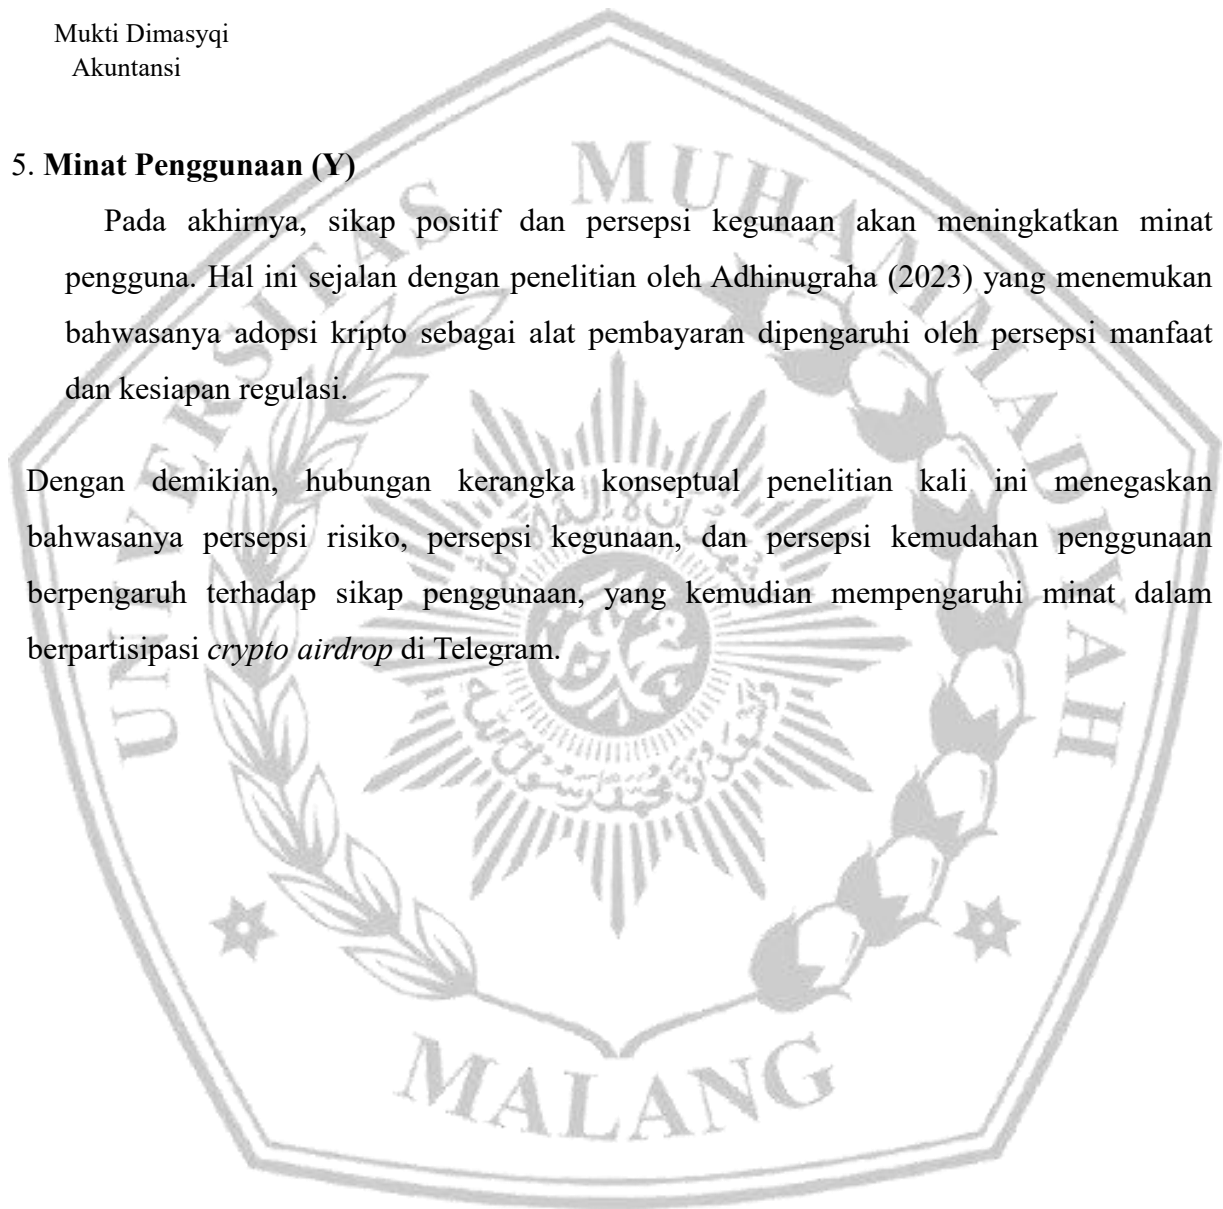 Mukti Dimasyqi
Akuntansi
5. Minat Penggunaan (Y)
Pada akhirnya, sikap positif dan persepsi kegunaan akan meningkatkan minat
pengguna. Hal ini sejalan dengan penelitian oleh Adhinugraha (2023) yang menemukan
bahwasanya adopsi kripto sebagai alat pembayaran dipengaruhi oleh persepsi manfaat
dan kesiapan regulasi.
Dengan demikian, hubungan kerangka konseptual penelitian kali ini menegaskan
bahwasanya persepsi risiko, persepsi kegunaan, dan persepsi kemudahan penggunaan
berpengaruh terhadap sikap penggunaan, yang kemudian mempengaruhi minat dalam
berpartisipasi crypto airdrop di Telegram.
UNIVERSITAS MUHAMMADIYAH
MALANG